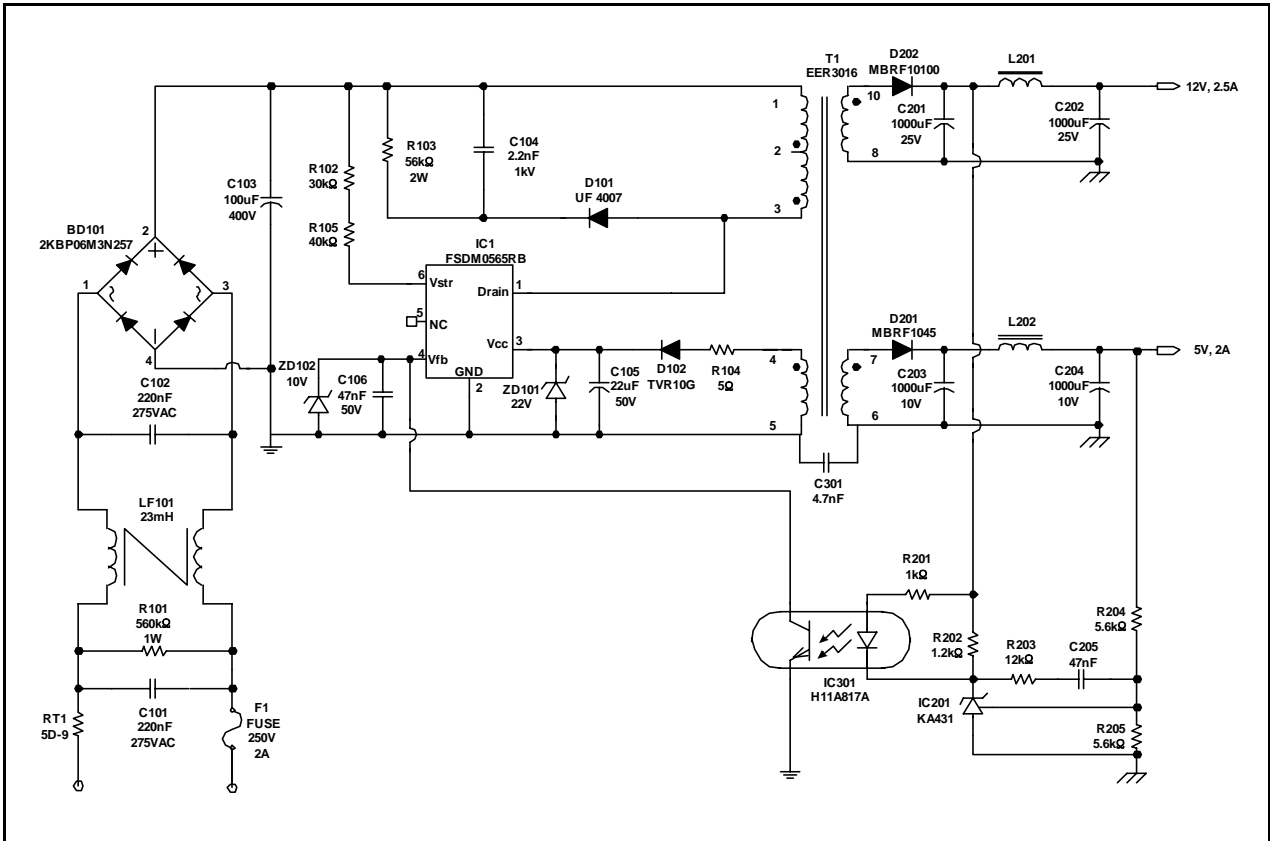 T1
EER3016
D202
MBRF10100
L201
1
10
12V, 2.5A
C201
1000uF
25V
C202
1000uF
25V
R103
56kΩ
2W
C104
2.2nF
1kV
2
8
R102
30kΩ
C103
100uF
400V
D101
UF 4007
3
R105
40kΩ
BD101
2KBP06M3N257
2
1
3
4
IC1
FSDM0565RB
6
Vstr
Drain
1
5
NC
Vcc
3
4
Vfb
GND
2
D201
MBRF1045
L202
7
5V, 2A
ZD102
10V
C106
47nF
50V
ZD101
22V
C105
22uF
50V
D102
TVR10G
R104
5Ω
4
5
C203
1000uF
10V
C204
1000uF
10V
6
C102
220nF
275VAC
C301
4.7nF
LF101
23mH
R101
560kΩ
1W
R201
1kΩ
R204
5.6kΩ
R202
1.2kΩ
R203
12kΩ
C205
47nF
IC301
H11A817A
IC201
KA431
R205
5.6kΩ
RT1
5D-9
C101
220nF
275VAC
F1
FUSE
250V
2A